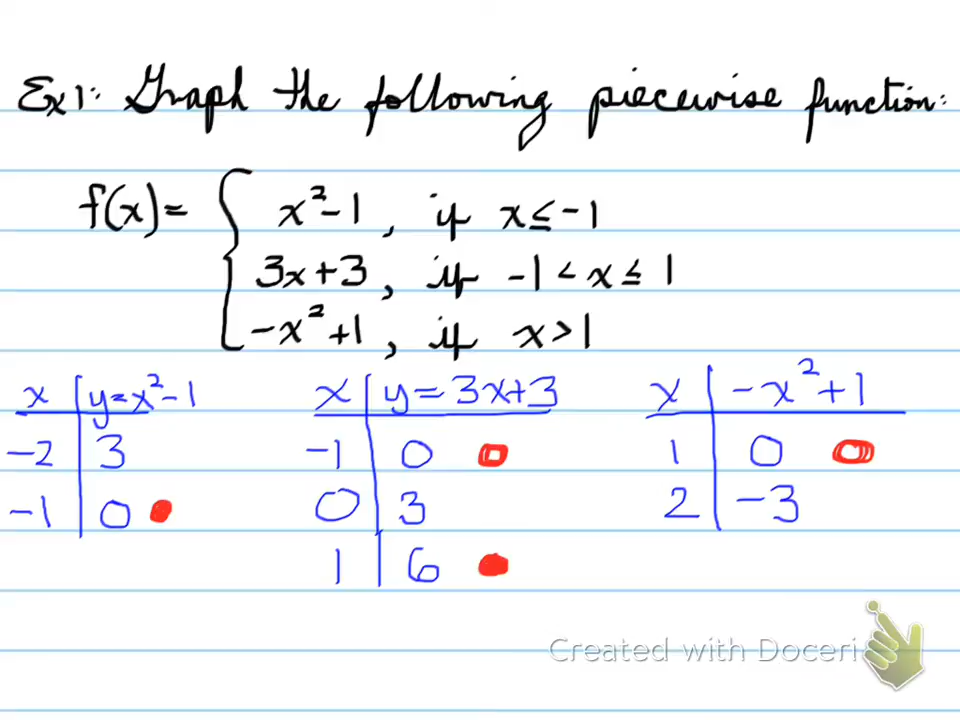 Ex 1: Graph the following piecewise function:
f(x)= { x²-1, if x≤-1
3x+3, if -1<x≤1
-x²+1, if x>1
x | y=x²-1 x | y=3x+3 x | -x²+1
-2 | 3 -1 | 0 1 | 0
-1 | 0 0 | 3 2 | -3
1 | 6
Created with Doceri